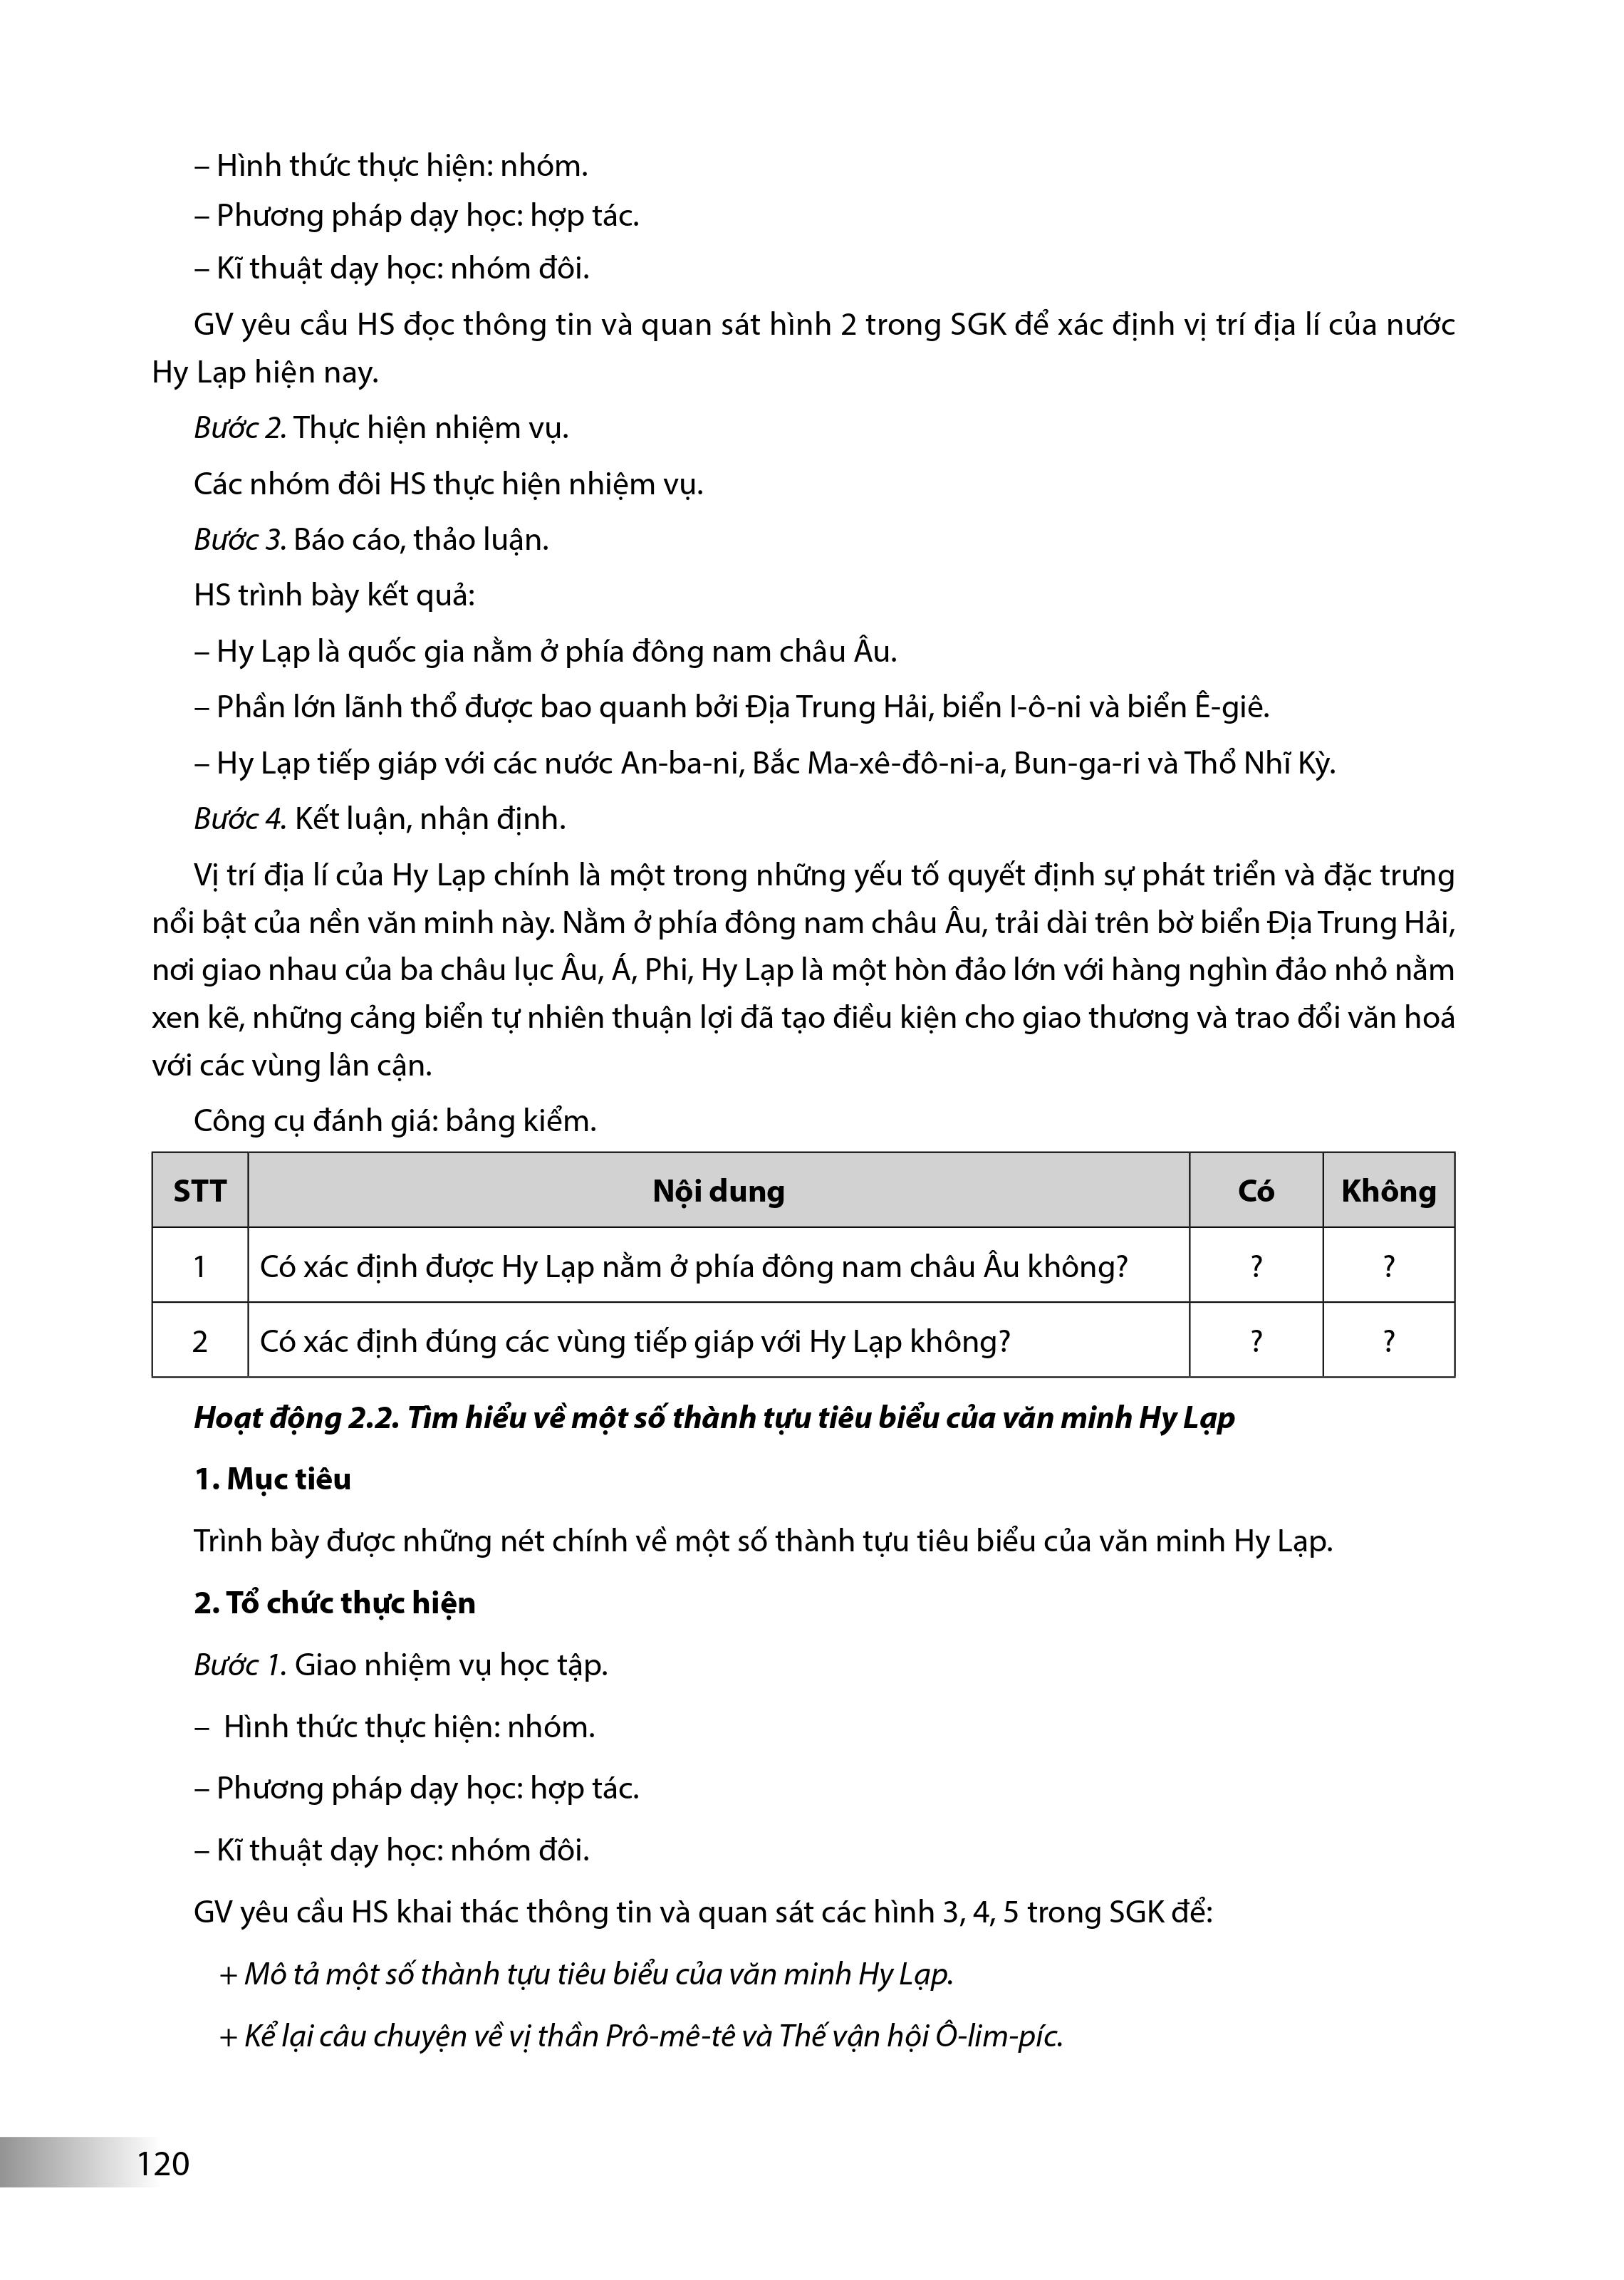 – Hình thức thực hiện: nhóm.
– Phương pháp dạy học: hợp tác.
– Kĩ thuật dạy học: nhóm đôi.
GV yêu cầu HS đọc thông tin và quan sát hình 2 trong SGK để xác định vị trí địa lí của nước
Hy Lạp hiện nay.
Bước 2. Thực hiện nhiệm vụ.
Các nhóm đôi HS thực hiện nhiệm vụ.
Bước 3. Báo cáo, thảo luận.
HS trình bày kết quả:
– Hy Lạp là quốc gia nằm ở phía đông nam châu Âu.
– Phần lớn lãnh thổ được bao quanh bởi Địa Trung Hải, biển I-ô-ni và biển Ê-giê.
– Hy Lạp tiếp giáp với các nước An-ba-ni, Bắc Ma-xê-đô-ni-a, Bun-ga-ri và Thổ Nhĩ Kỳ.
Bước 4. Kết luận, nhận định.
Vị trí địa lí của Hy Lạp chính là một trong những yếu tố quyết định sự phát triển và đặc trưng
nổi bật của nền văn minh này. Nằm ở phía đông nam châu Âu, trải dài trên bờ biển Địa Trung Hải,
nơi giao nhau của ba châu lục Âu, Á, Phi, Hy Lạp là một hòn đảo lớn với hàng nghìn đảo nhỏ nằm
xen kẽ, những cảng biển tự nhiên thuận lợi đã tạo điều kiện cho giao thương và trao đổi văn hoá
với các vùng lân cận.
Công cụ đánh giá: bảng kiểm.
STT Nội dung Có Không
1 Có xác định được Hy Lạp nằm ở phía đông nam châu Âu không? ? ?
2 Có xác định đúng các vùng tiếp giáp với Hy Lạp không? ? ?
Hoạt động 2.2. Tìm hiểu về một số thành tựu tiêu biểu của văn minh Hy Lạp
1. Mục tiêu
Trình bày được những nét chính về một số thành tựu tiêu biểu của văn minh Hy Lạp.
2. Tổ chức thực hiện
Bước 1. Giao nhiệm vụ học tập.
– Hình thức thực hiện: nhóm.
– Phương pháp dạy học: hợp tác.
– Kĩ thuật dạy học: nhóm đôi.
GV yêu cầu HS khai thác thông tin và quan sát các hình 3, 4, 5 trong SGK để:
+ Mô tả một số thành tựu tiêu biểu của văn minh Hy Lạp.
+ Kể lại câu chuyện về vị thần Prô-mê-tê và Thế vận hội Ô-lim-píc.
120